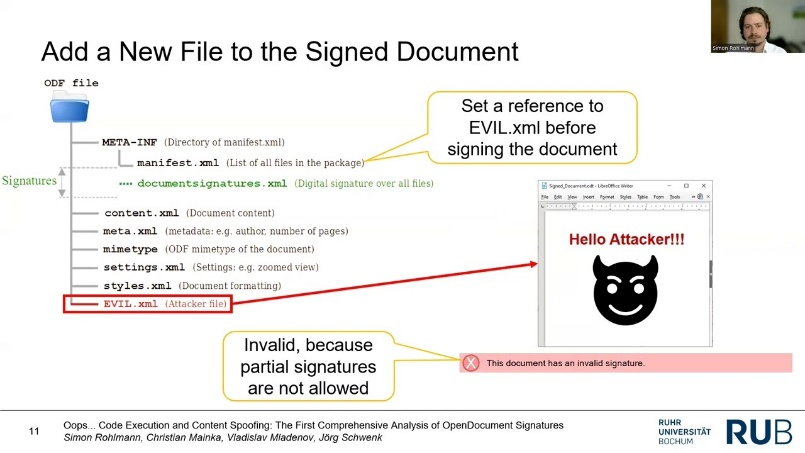 Simon Rohlmann
Add a New File to the Signed Document
ODF file
META-INF (Directory of manifest.xml)
manifest.xml (List of all files in the package)
Set a reference to
EVIL.xml before
signing the document
Signatures
documentsignatures.xml (Digital signature over all files)
content.xml (Document content)
meta.xml (metadata: e.g. author, number of pages)
mimetype (ODF mimetype of the document)
settings.xml (Settings: e.g. zoomed view)
styles.xml (Document formatting)
EVIL.xml (Attacker file)
Signed_Document.odt - LibreOffice Writer
File Edit View Insert Format Styles Table Form Tools
Hello Attacker!!!
Invalid, because
partial signatures
are not allowed
This document has an invalid signature.
11
Oops... Code Execution and Content Spoofing: The First Comprehensive Analysis of OpenDocument Signatures
Simon Rohlmann, Christian Mainka, Vladislav Mladenov, Jörg Schwenk
RUHR
UNIVERSITÄT
BOCHUM
RUB